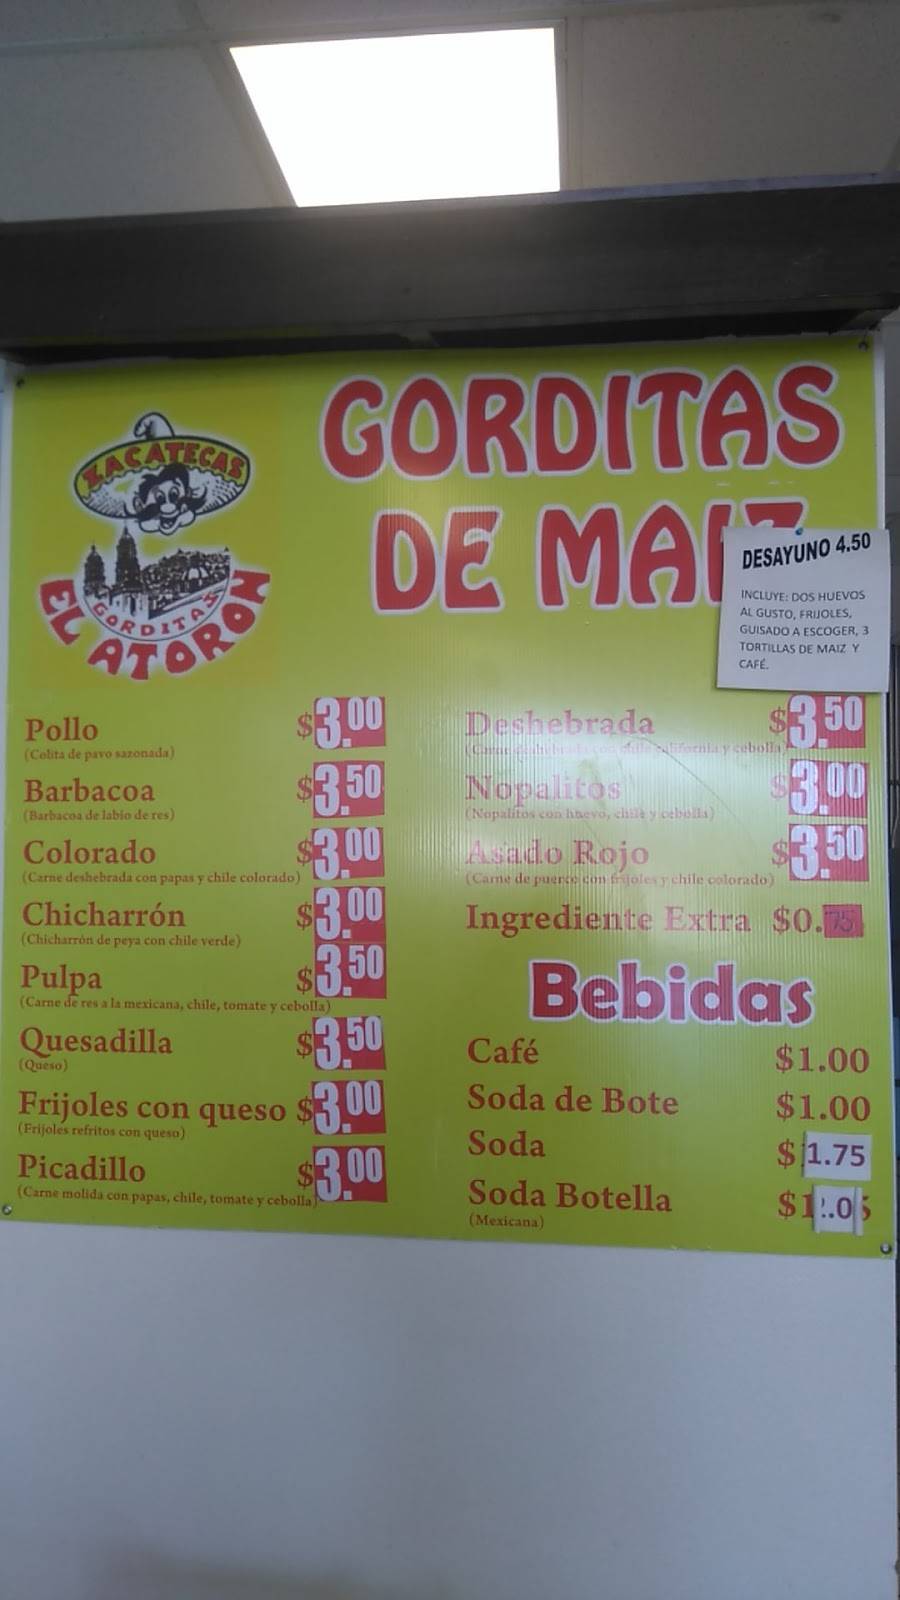 ZACATECAS
GORDITAS
EL ATORON
GORDITAS
DE MAIZ
DESAYUNO 4.50
INCLUYE: DOS HUEVOS
AL GUSTO, FRIJOLES,
GUISADO A ESCOGER, 3
TORTILLAS DE MAIZ Y
CAFÉ.
Pollo $3.00
(Colita de pavo sazonada)
Barbacoa $3.50
(Barbacoa de labio de res)
Colorado $3.00
(Carne deshebrada con papas y chile colorado)
Chicharrón $3.00
(Chicharrón de peya con chile verde)
Pulpa $3.50
(Carne de res a la mexicana, chile, tomate y cebolla)
Quesadilla $3.50
(Queso)
Frijoles con queso $3.00
(Frijoles refritos con queso)
Picadillo $3.00
(Carne molida con papas, chile, tomate y cebolla)
Deshebrada $3.50
(Carne deshebrada con chile california y cebolla)
Nopalitos $3.00
(Nopalitos con huevo, chile y cebolla)
Asado Rojo $3.50
(Carne de puerco con frijoles y chile colorado)
Ingrediente Extra $0.75
Bebidas
Café $1.00
Soda de Bote $1.00
Soda $1.75
Soda Botella
(Mexicana)